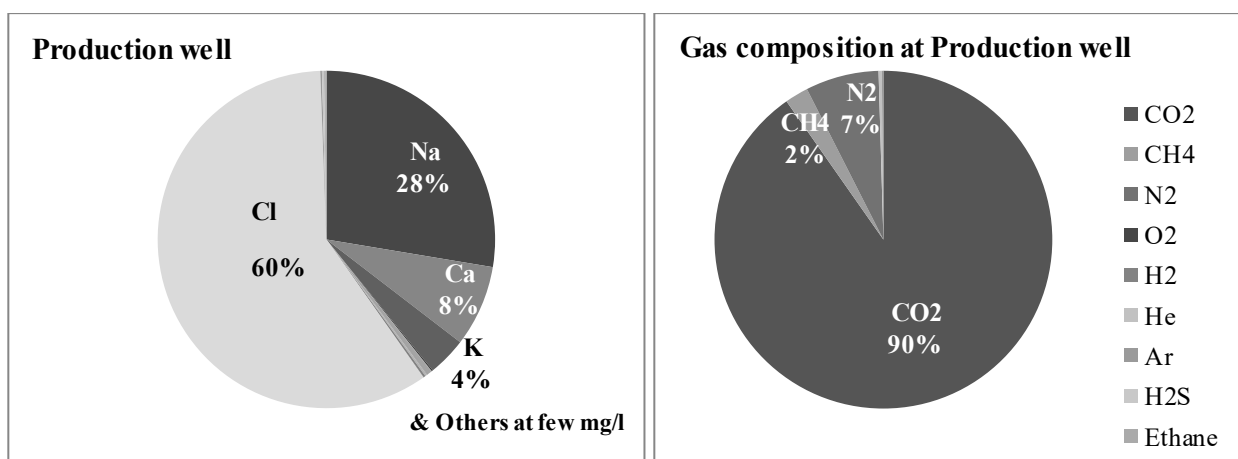 Production well
Na
28%
Cl
60%
Ca
8%
K
4%
& Others at few mg/l
Gas composition at Production well
N2
7%
CH4
2%
CO2
90%
CO2
CH4
N2
O2
H2
He
Ar
H2S
Ethane